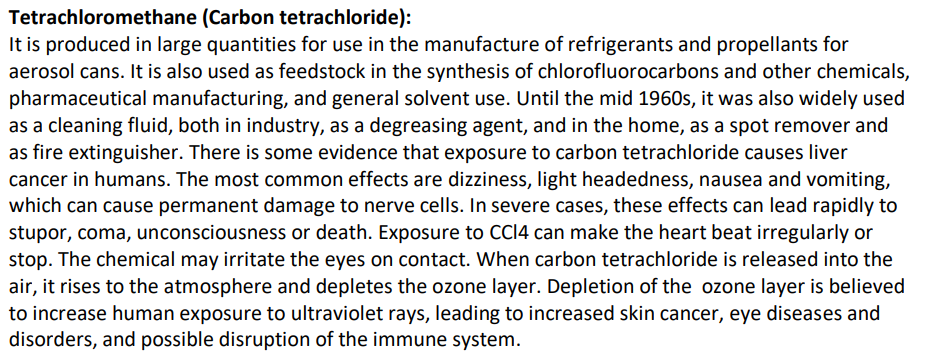 Tetrachloromethane (Carbon tetrachloride):
It is produced in large quantities for use in the manufacture of refrigerants and propellants for
aerosol cans. It is also used as feedstock in the synthesis of chlorofluorocarbons and other chemicals,
pharmaceutical manufacturing, and general solvent use. Until the mid 1960s, it was also widely used
as a cleaning fluid, both in industry, as a degreasing agent, and in the home, as a spot remover and
as fire extinguisher. There is some evidence that exposure to carbon tetrachloride causes liver
cancer in humans. The most common effects are dizziness, light headedness, nausea and vomiting,
which can cause permanent damage to nerve cells. In severe cases, these effects can lead rapidly to
stupor, coma, unconsciousness or death. Exposure to CCl4 can make the heart beat irregularly or
stop. The chemical may irritate the eyes on contact. When carbon tetrachloride is released into the
air, it rises to the atmosphere and depletes the ozone layer. Depletion of the  ozone layer is believed
to increase human exposure to ultraviolet rays, leading to increased skin cancer, eye diseases and
disorders, and possible disruption of the immune system.